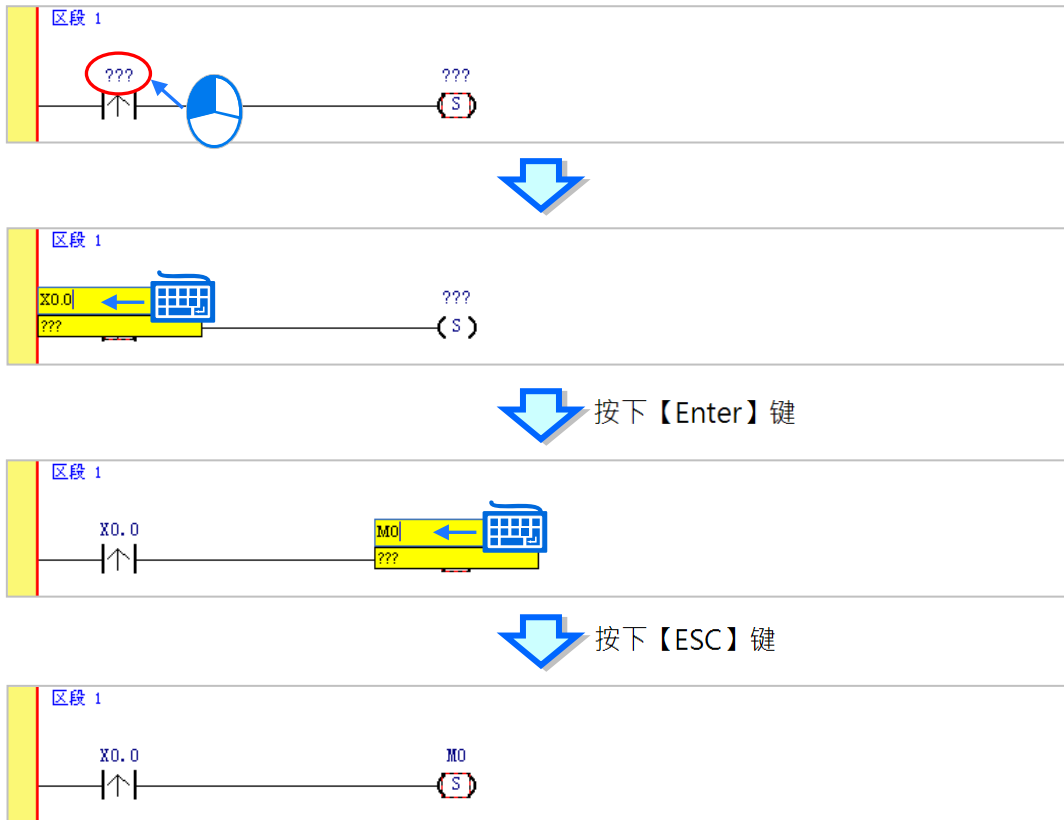 区段 1
??? ???
S
区段 1
X0.0 ???
??? S
按下【Enter】键
区段 1
X0.0 M0
???
按下【ESC】键
区段 1
X0.0 M0
S